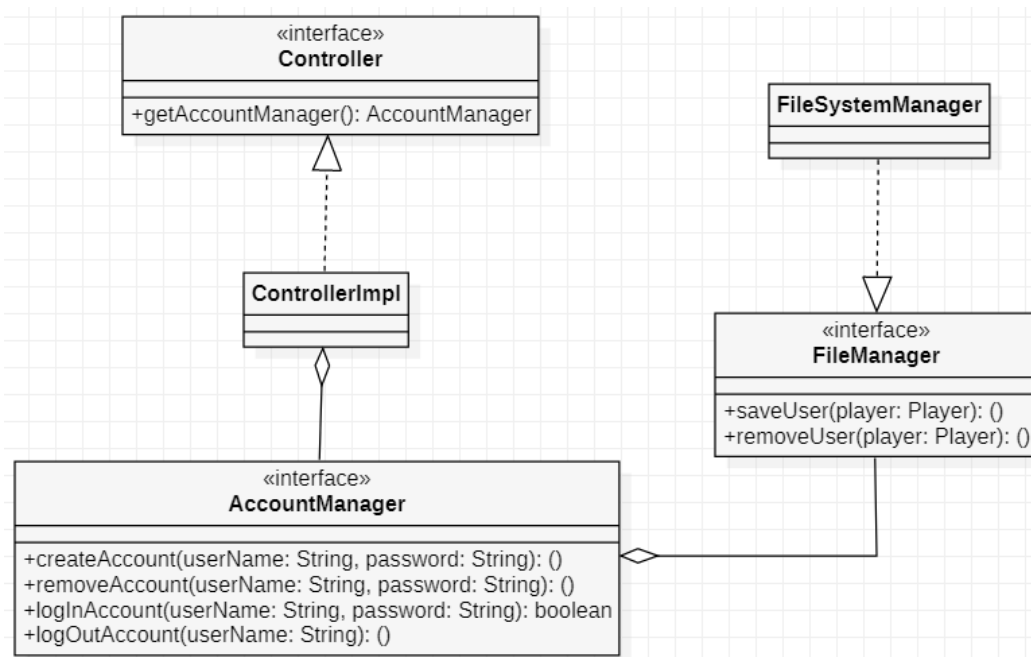 «interface»
Controller
+getAccountManager(): AccountManager
FileSystemManager
ControllerImpl
«interface»
FileManager
+saveUser(player: Player): ()
+removeUser(player: Player): ()
«interface»
AccountManager
+createAccount(userName: String, password: String): ()
+removeAccount(userName: String, password: String): ()
+logInAccount(userName: String, password: String): boolean
+logOutAccount(userName: String): ()